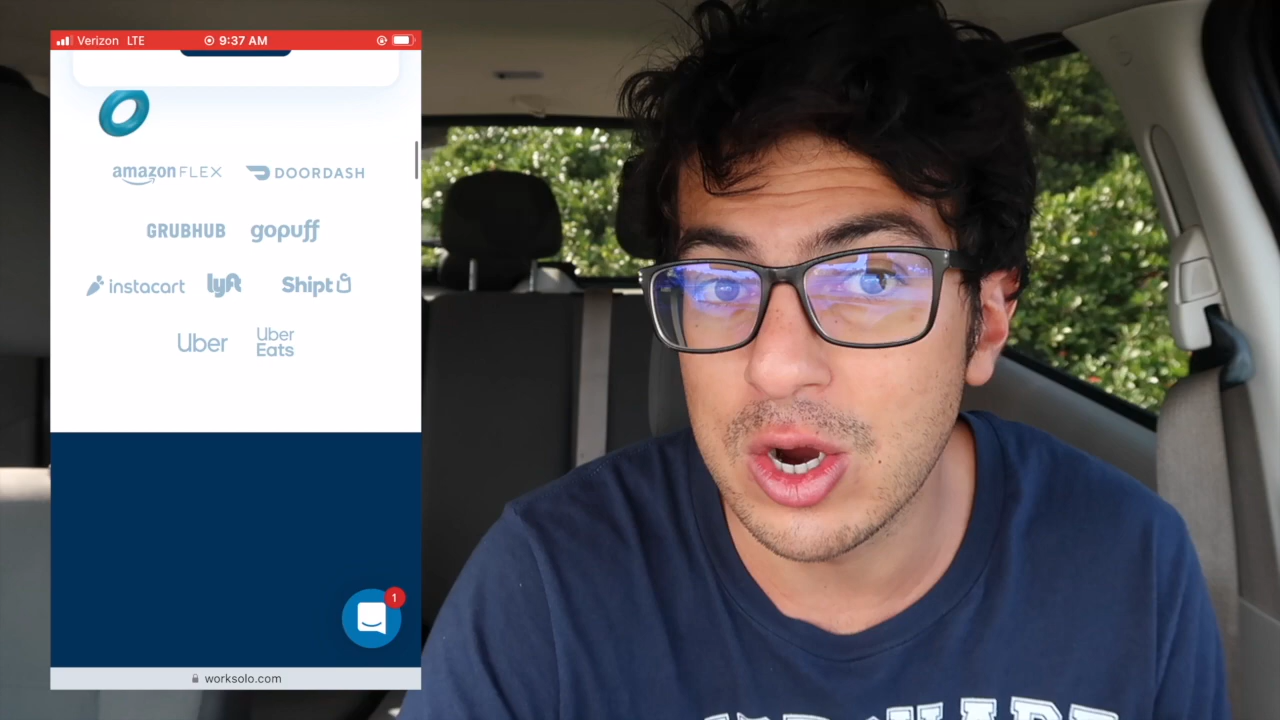 Verizon LTE 9:37 AM
amazon FLEX DOORDASH
GRUBHUB gopuff
instacart lyft Shipt
Uber Uber Eats
1
worksolo.com